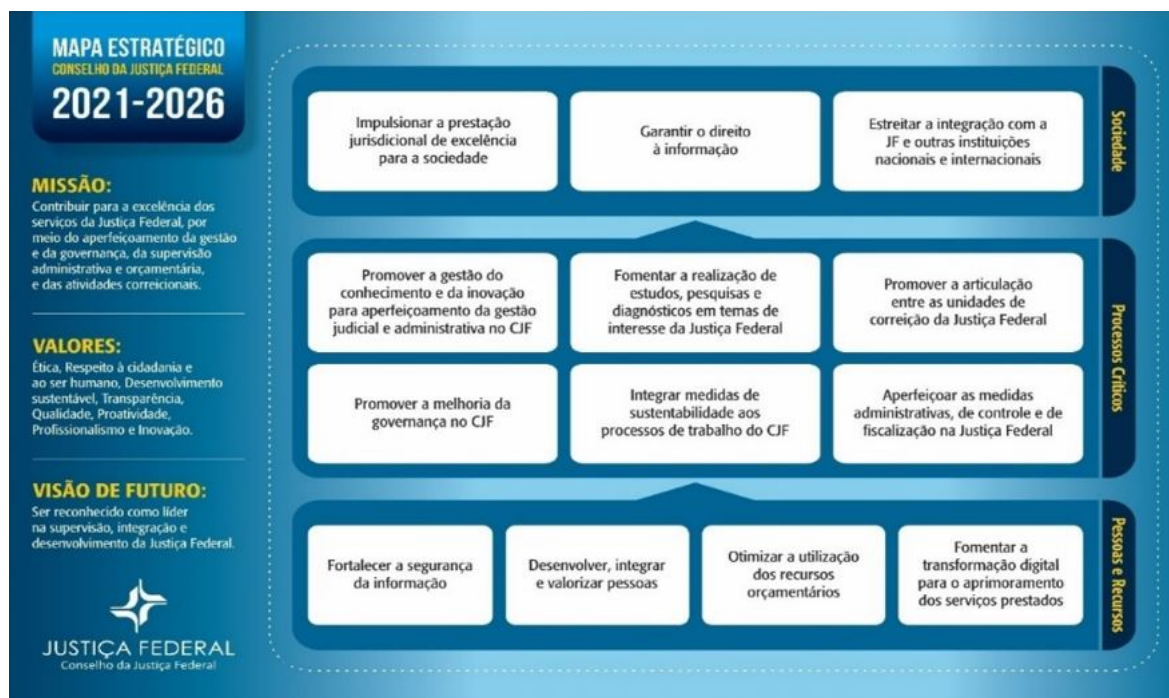 MAPA ESTRATÉGICO
CONSELHO DA JUSTIÇA FEDERAL
2021-2026
MISSÃO:
Contribuir para a excelência dos
serviços da Justiça Federal, por
meio do aperfeiçoamento da gestão
e da governança, da supervisão
administrativa e orçamentária,
e das atividades correicionais.
VALORES:
Ética, Respeito à cidadania e
ao ser humano, Desenvolvimento
sustentável, Transparência,
Qualidade, Proatividade,
Profissionalismo e Inovação.
VISÃO DE FUTURO:
Ser reconhecido como líder
na supervisão, integração e
desenvolvimento da Justiça Federal.
JUSTIÇA FEDERAL
Conselho da Justiça Federal
Impulsionar a prestação
jurisdicional de excelência
para a sociedade
Garantir o direito
à informação
Estreitar a integração com a
JF e outras instituições
nacionais e internacionais
Sociedade
Promover a gestão do
conhecimento e da inovação
para aperfeiçoamento da gestão
judicial e administrativa no CJF
Fomentar a realização de
estudos, pesquisas e
diagnósticos em temas de
interesse da Justiça Federal
Promover a articulação
entre as unidades de
correição da Justiça Federal
Promover a melhoria da
governança no CJF
Integrar medidas de
sustentabilidade aos
processos de trabalho do CJF
Aperfeiçoar as medidas
administrativas, de controle e de
fiscalização na Justiça Federal
Processos Críticos
Fortalecer a segurança
da informação
Desenvolver, integrar
e valorizar pessoas
Otimizar a utilização
dos recursos
orçamentários
Fomentar a
transformação digital
para o aprimoramento
dos serviços prestados
Pessoas e Recursos